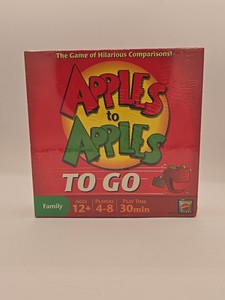 The Game of Hilarious Comparisons!
APPLES
to
APPLES
TO GO
Family
AGES PLAYERS PLAY TIME
12+ 4-8 30min